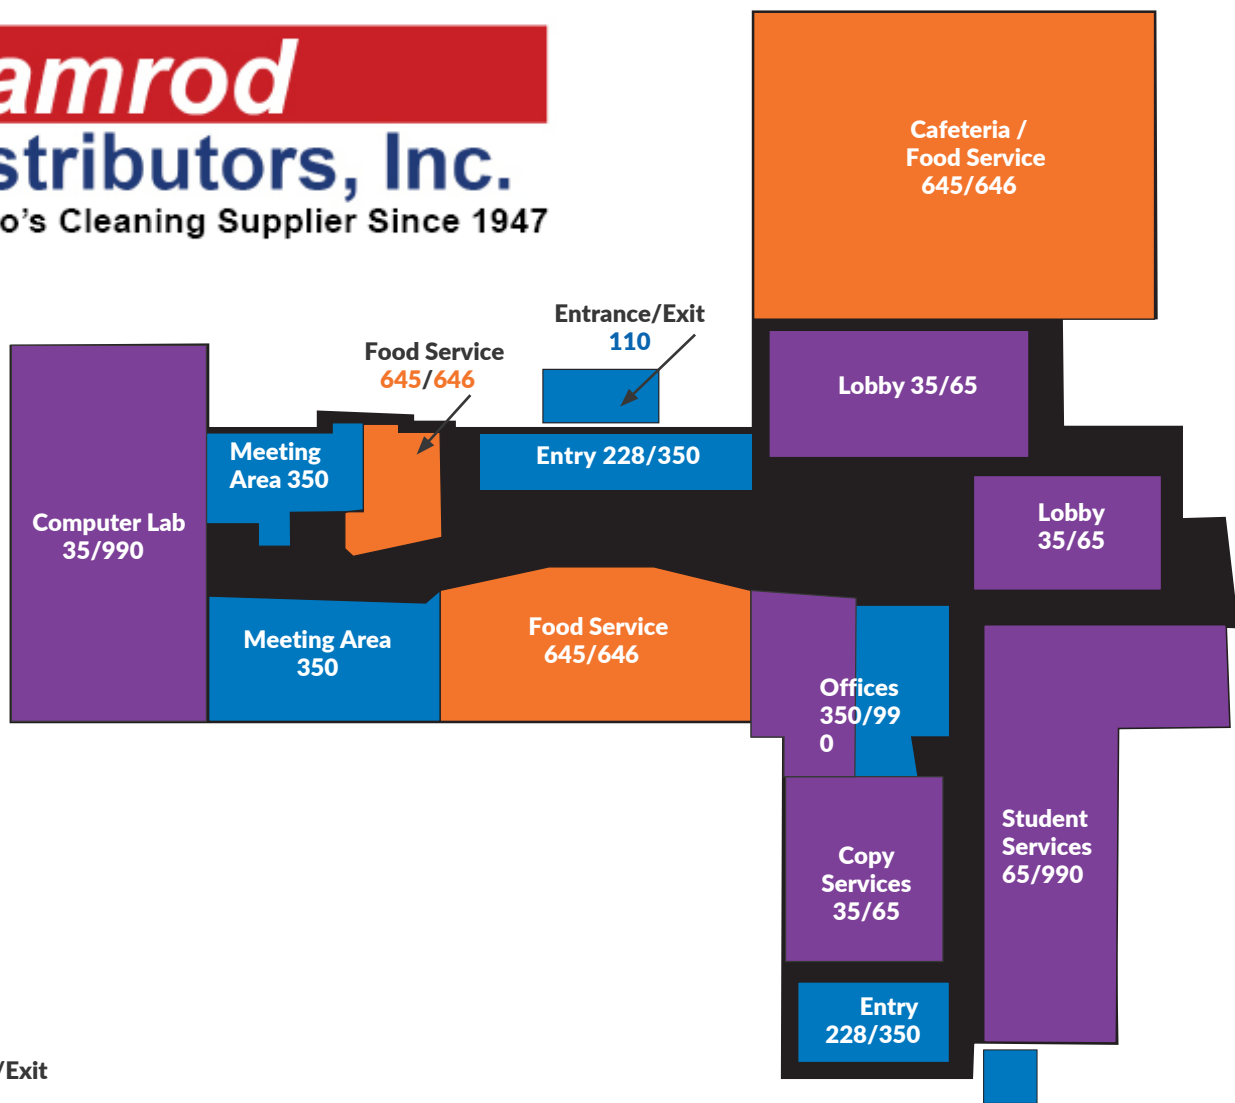 amrod
stributors, Inc.
o's Cleaning Supplier Since 1947
Cafeteria /
Food Service
645/646
Entrance/Exit
110
Food Service
645/646
Lobby 35/65
Meeting
Area 350
Entry 228/350
Computer Lab
35/990
Lobby
35/65
Meeting Area
350
Food Service
645/646
Offices
350/99
0
Student
Services
65/990
Copy
Services
35/65
Entry
228/350
/Exit